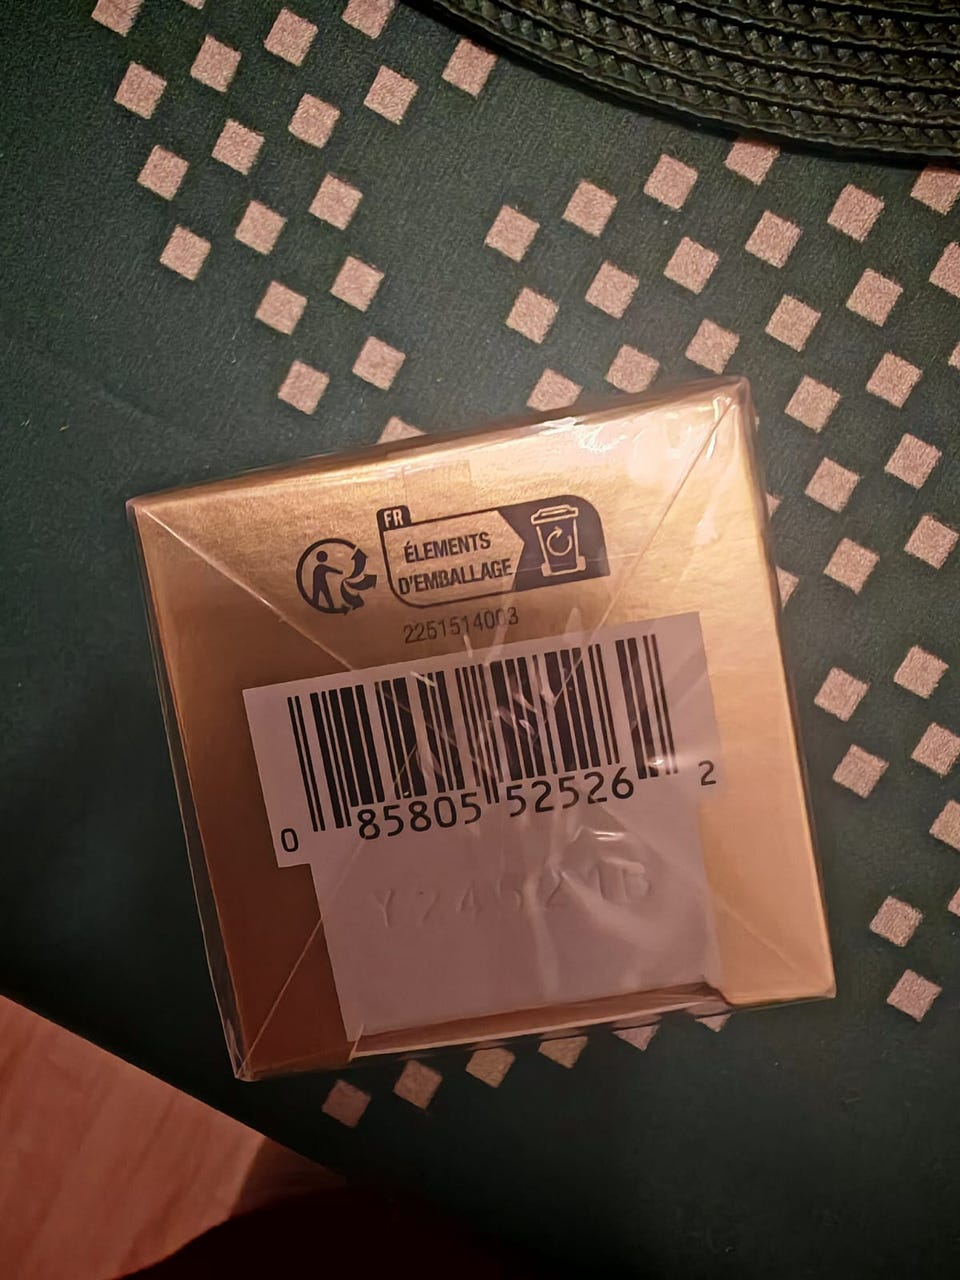 FR
ÉLEMENTS
D'EMBALLAGE
2251514003
0 85805 52526 2